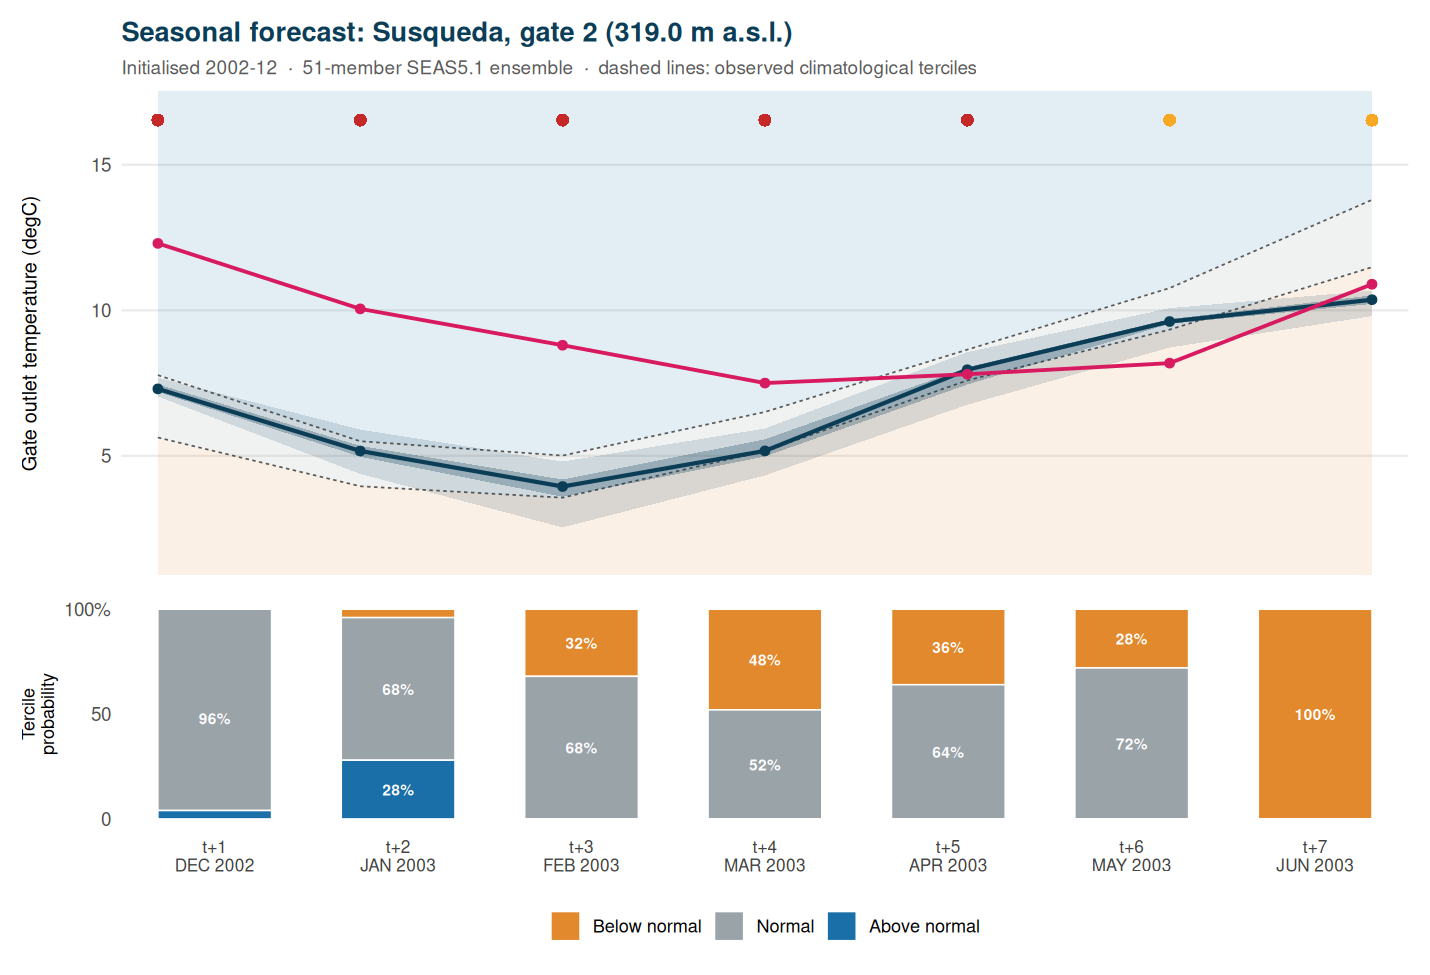 Seasonal forecast: Susqueda, gate 2 (319.0 m a.s.l.)
Initialised 2002-12 · 51-member SEAS5.1 ensemble · dashed lines: observed climatological terciles
Gate outlet temperature (degC)
15
10
5
Tercile
probability
100%
50
0
96%
68%
28%
32%
68%
48%
52%
36%
64%
28%
72%
100%
t+1
DEC 2002
t+2
JAN 2003
t+3
FEB 2003
t+4
MAR 2003
t+5
APR 2003
t+6
MAY 2003
t+7
JUN 2003
Below normal
Normal
Above normal